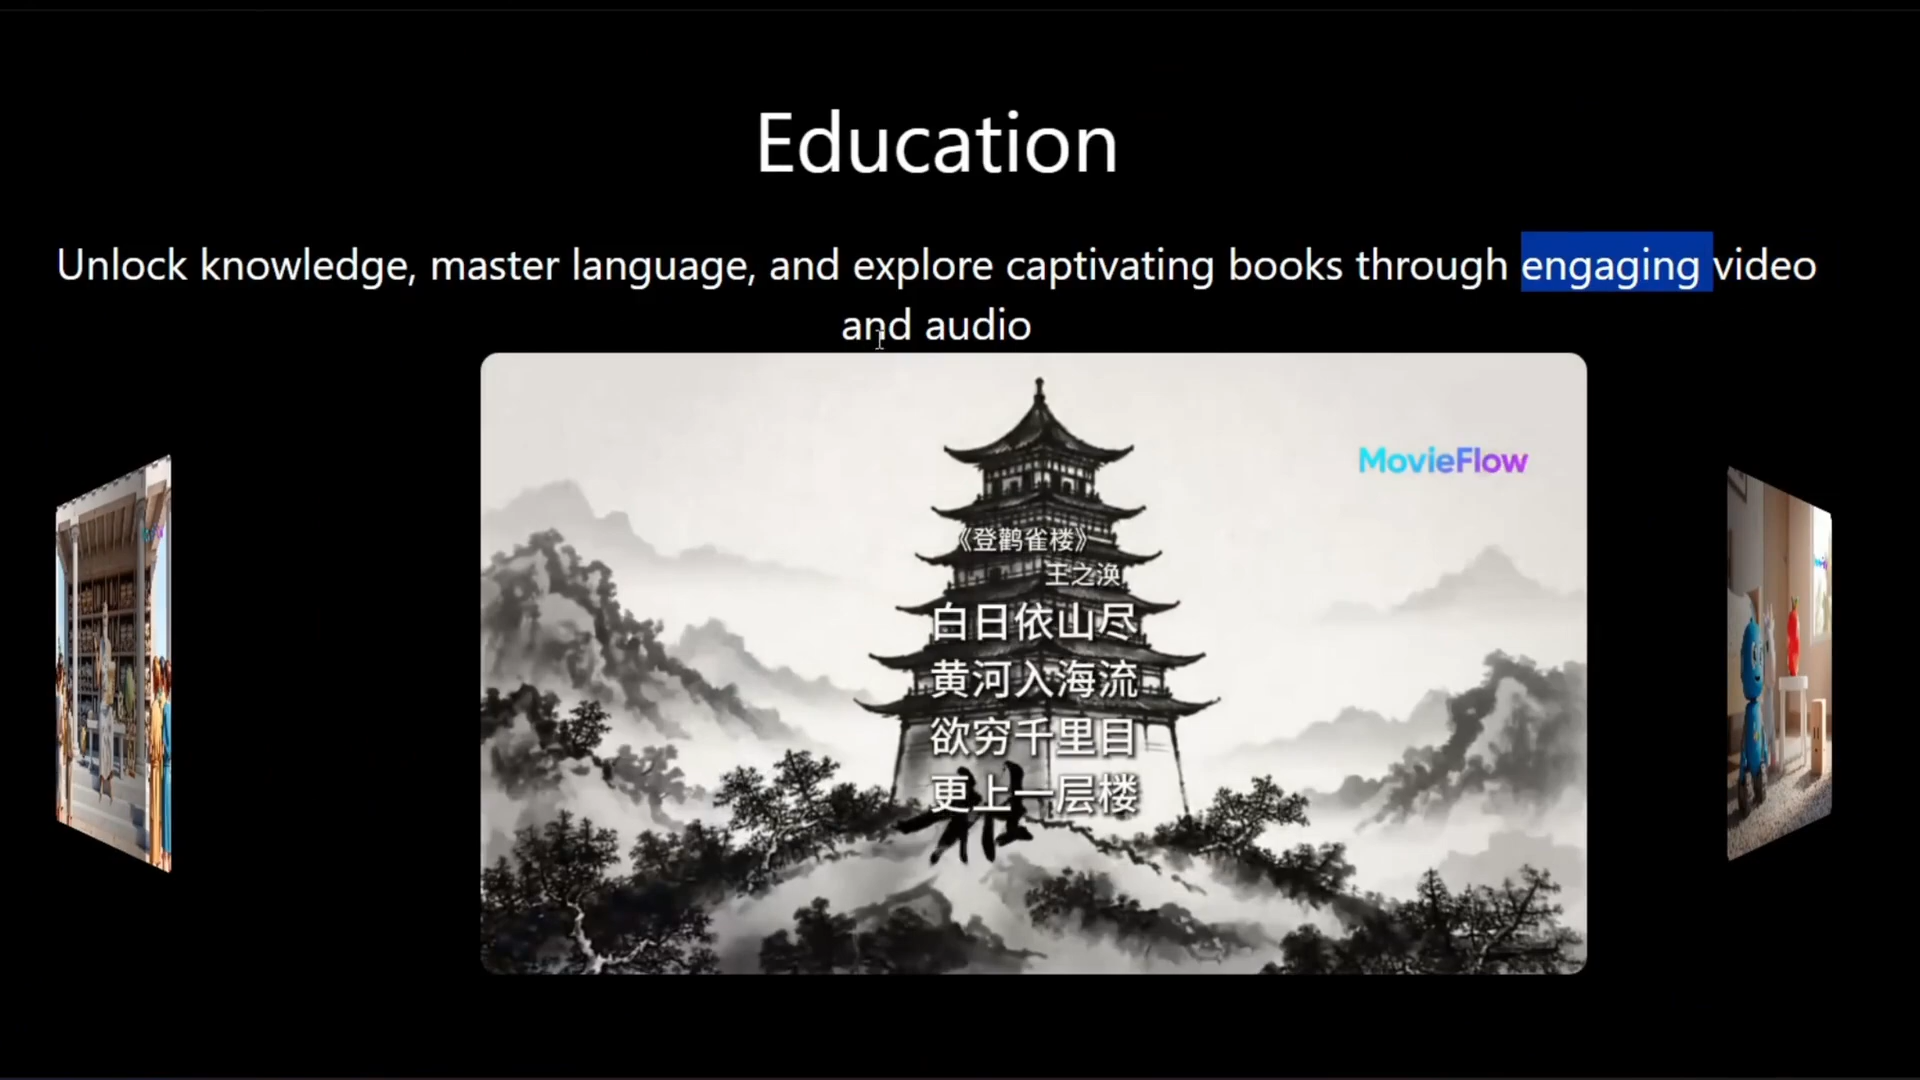 Education
Unlock knowledge, master language, and explore captivating books through engaging video
and audio
MovieFlow
《登鹳雀楼》
王之涣
白日依山尽
黄河入海流
欲穷千里目
更上一层楼